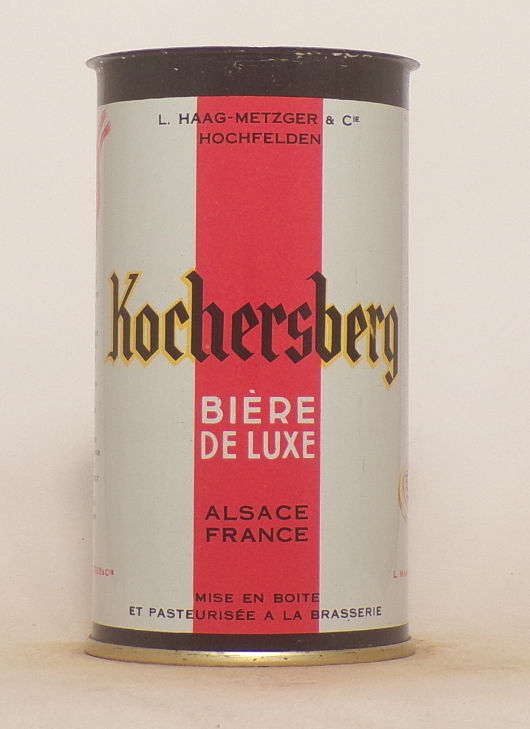 L. HAAG-METZGER & CIE
HOCHFELDEN
Kochersberg
BIÈRE
DE LUXE
ALSACE
FRANCE
MISE EN BOITE
ET PASTEURISÉE A LA BRASSERIE